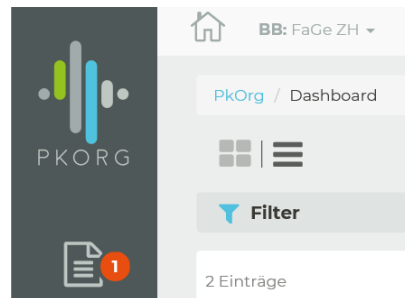 BB: FaGe ZH
PkOrg / Dashboard
PKORG
Filter
1
2 Einträge